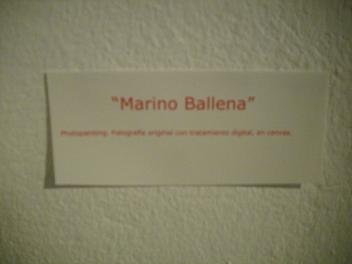 “Marino Ballena”
Photopainting. Fotografía original con tratamiento digital, en canvas.